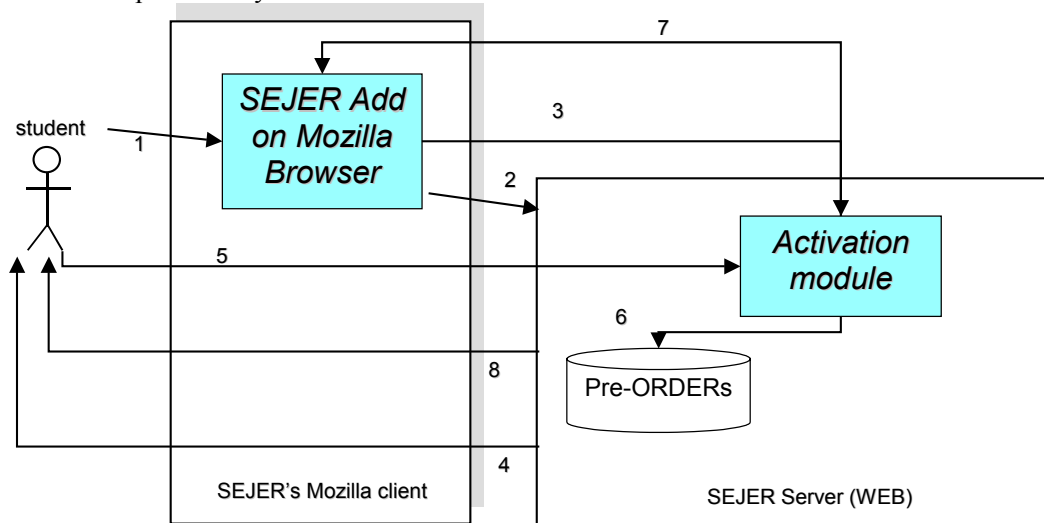 7
SEJER Add
on Mozilla
Browser
student
1
3
2
5
Activation
module
6
Pre-ORDERs
8
4
SEJER's Mozilla client
SEJER Server (WEB)